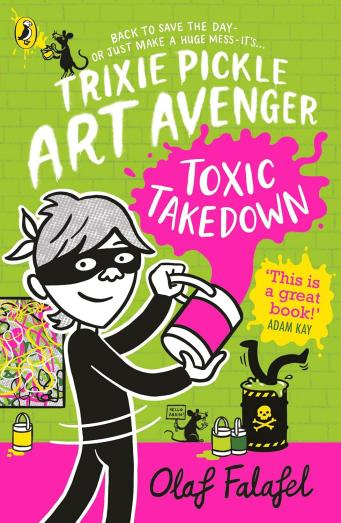 BACK TO SAVE THE DAY-
OR JUST MAKE A HUGE MESS-IT'S...
TRIXIE PICKLE
ART AVENGER
TOXIC
TAKEDOWN
'This is
a great
book!'
ADAM KAY
HELLO
AGAIN!
Olaf Falafel